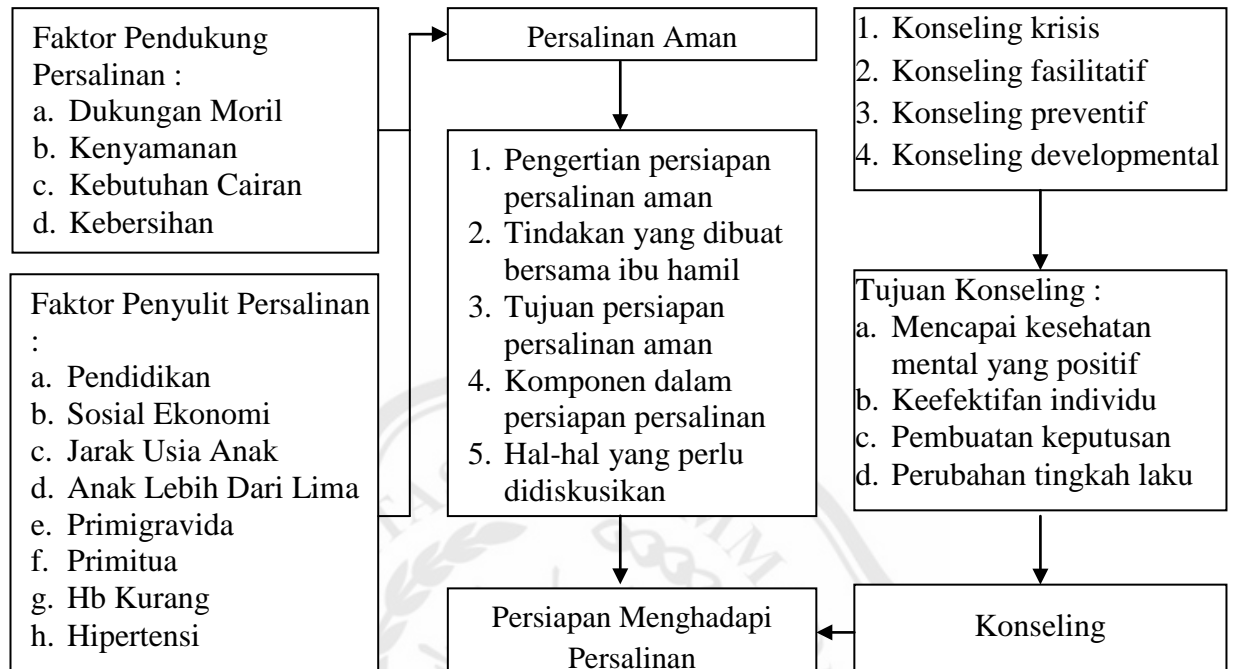 Faktor Pendukung
Persalinan :
a. Dukungan Moril
b. Kenyamanan
c. Kebutuhan Cairan
d. Kebersihan
Faktor Penyulit Persalinan
:
a. Pendidikan
b. Sosial Ekonomi
c. Jarak Usia Anak
d. Anak Lebih Dari Lima
e. Primigravida
f. Primitua
g. Hb Kurang
h. Hipertensi
Persalinan Aman
1. Pengertian persiapan
persalinan aman
2. Tindakan yang dibuat
bersama ibu hamil
3. Tujuan persiapan
persalinan aman
4. Komponen dalam
persiapan persalinan
5. Hal-hal yang perlu
didiskusikan
Persiapan Menghadapi
Persalinan
1. Konseling krisis
2. Konseling fasilitatif
3. Konseling preventif
4. Konseling developmental
Tujuan Konseling :
a. Mencapai kesehatan
mental yang positif
b. Keefektifan individu
c. Pembuatan keputusan
d. Perubahan tingkah laku
Konseling